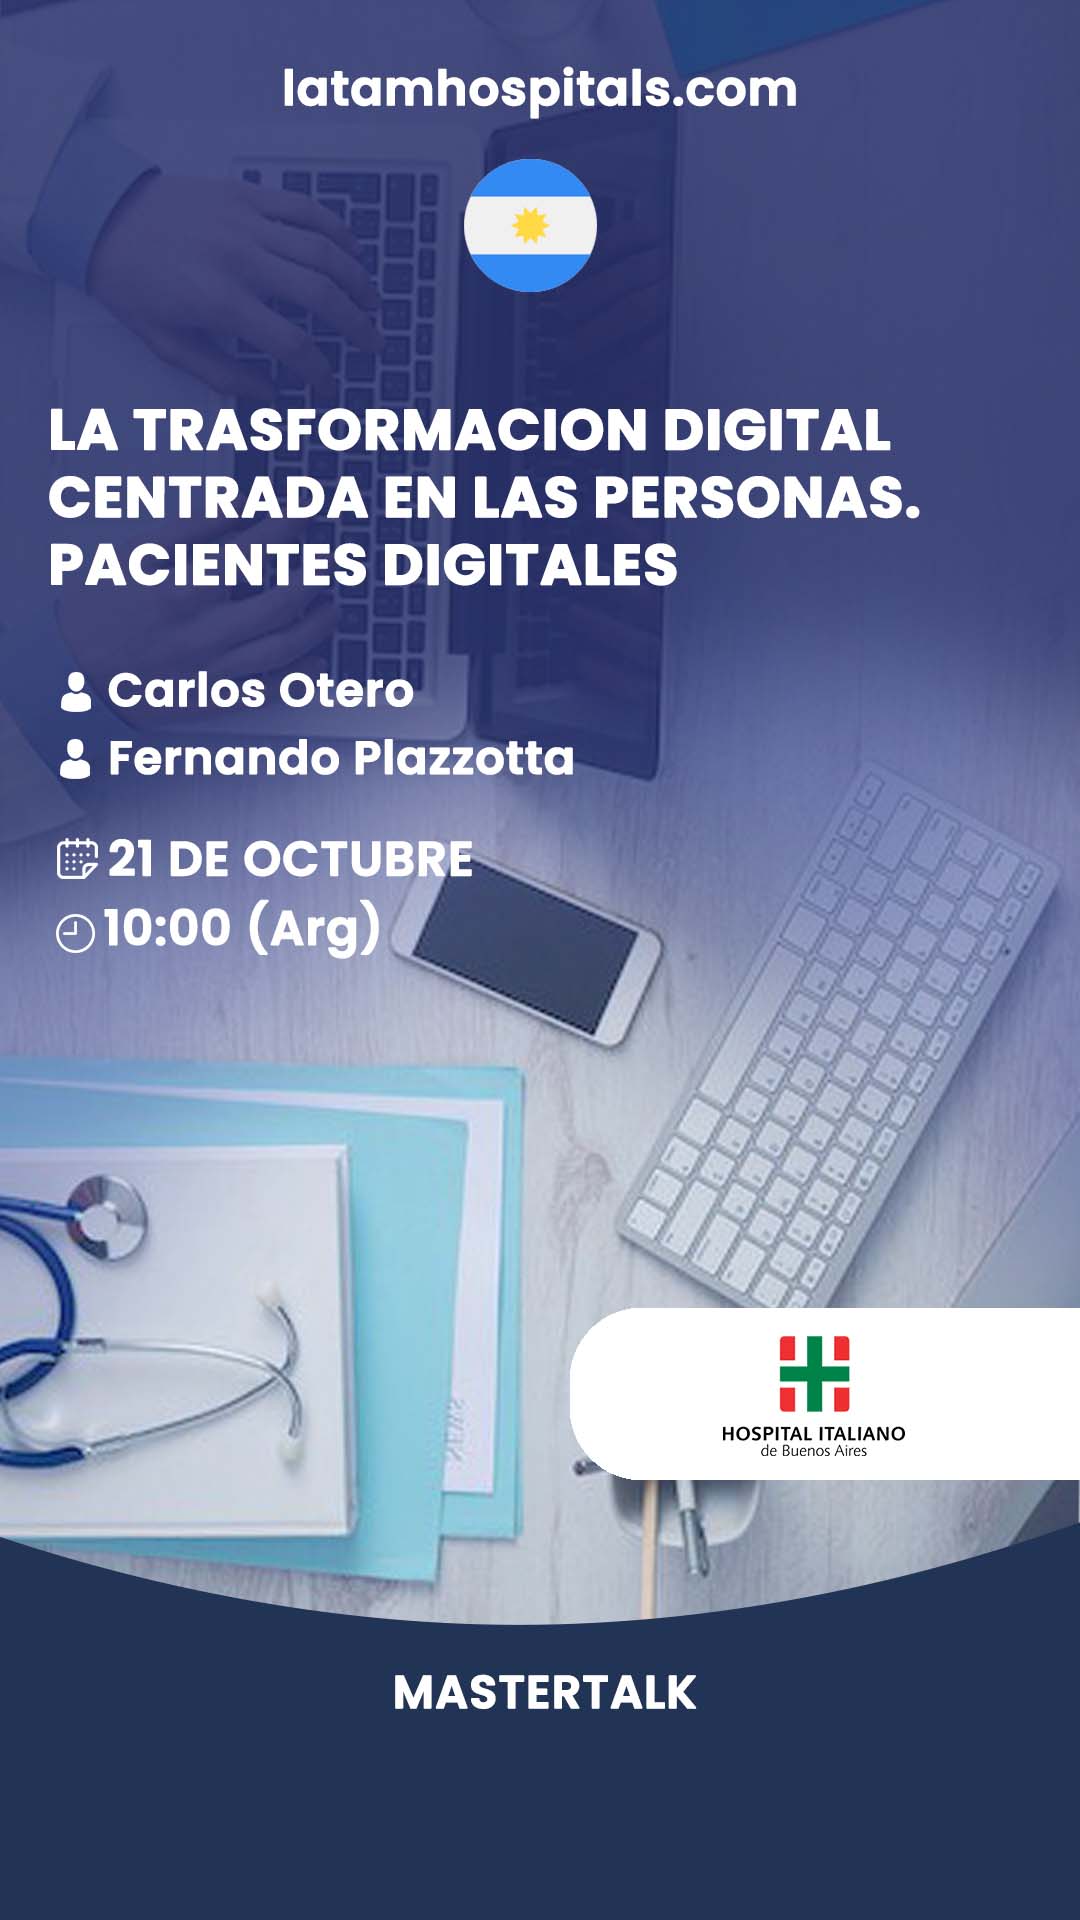 latamhospitals.com
LA TRASFORMACION DIGITAL
CENTRADA EN LAS PERSONAS.
PACIENTES DIGITALES
Carlos Otero
Fernando Plazzotta
21 DE OCTUBRE
10:00 (Arg)
HOSPITAL ITALIANO
de Buenos Aires
MASTERTALK